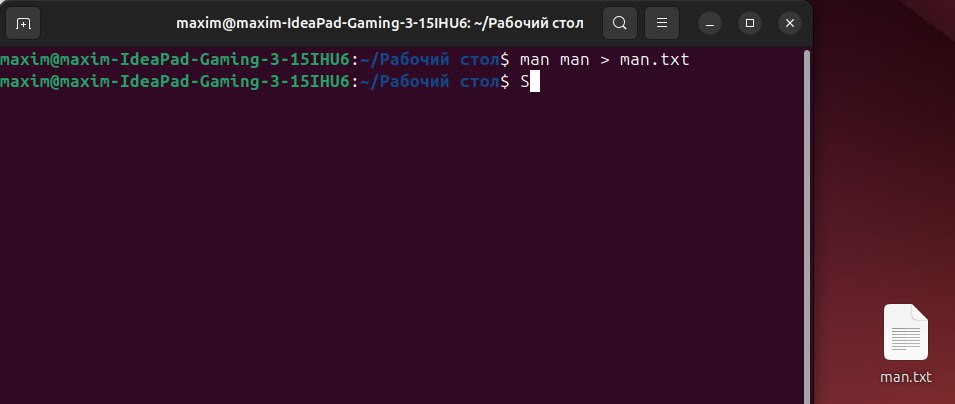 maxim@maxim-IdeaPad-Gaming-3-15IHU6: ~/Рабочий стол
maxim@maxim-IdeaPad-Gaming-3-15IHU6:~/Рабочий стол$ man man > man.txt
maxim@maxim-IdeaPad-Gaming-3-15IHU6:~/Рабочий стол$ S
man.txt